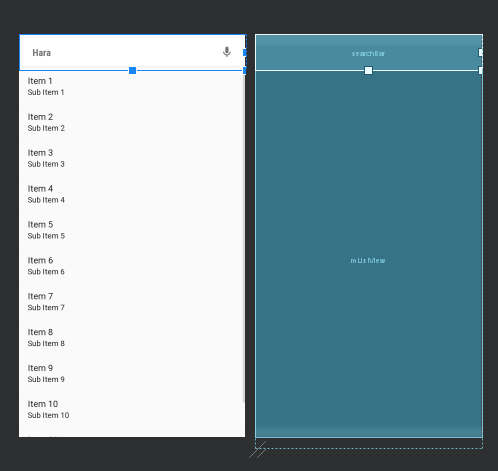 Hara
searchBar
Item 1
Sub Item 1
Item 2
Sub Item 2
Item 3
Sub Item 3
Item 4
Sub Item 4
Item 5
Sub Item 5
Item 6
Sub Item 6
Item 7
Sub Item 7
Item 8
Sub Item 8
Item 9
Sub Item 9
Item 10
Sub Item 10
mListView